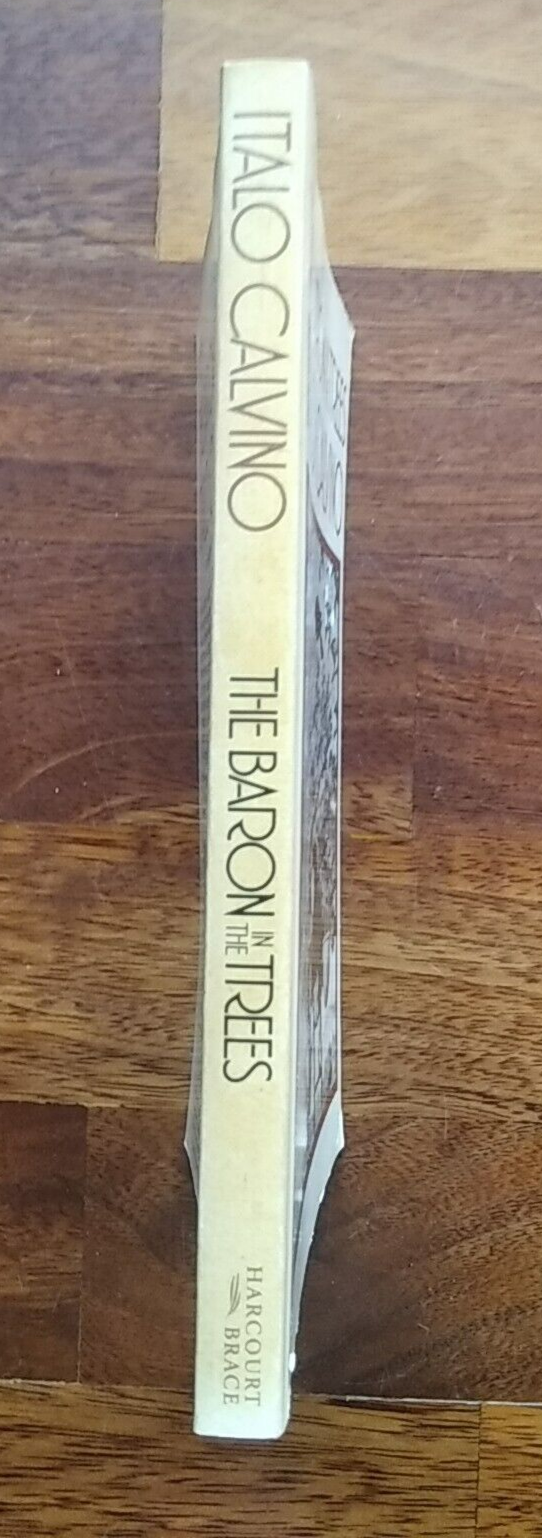 ITALO CALVINO
THE BARON IN THE TREES
HARCOURT BRACE